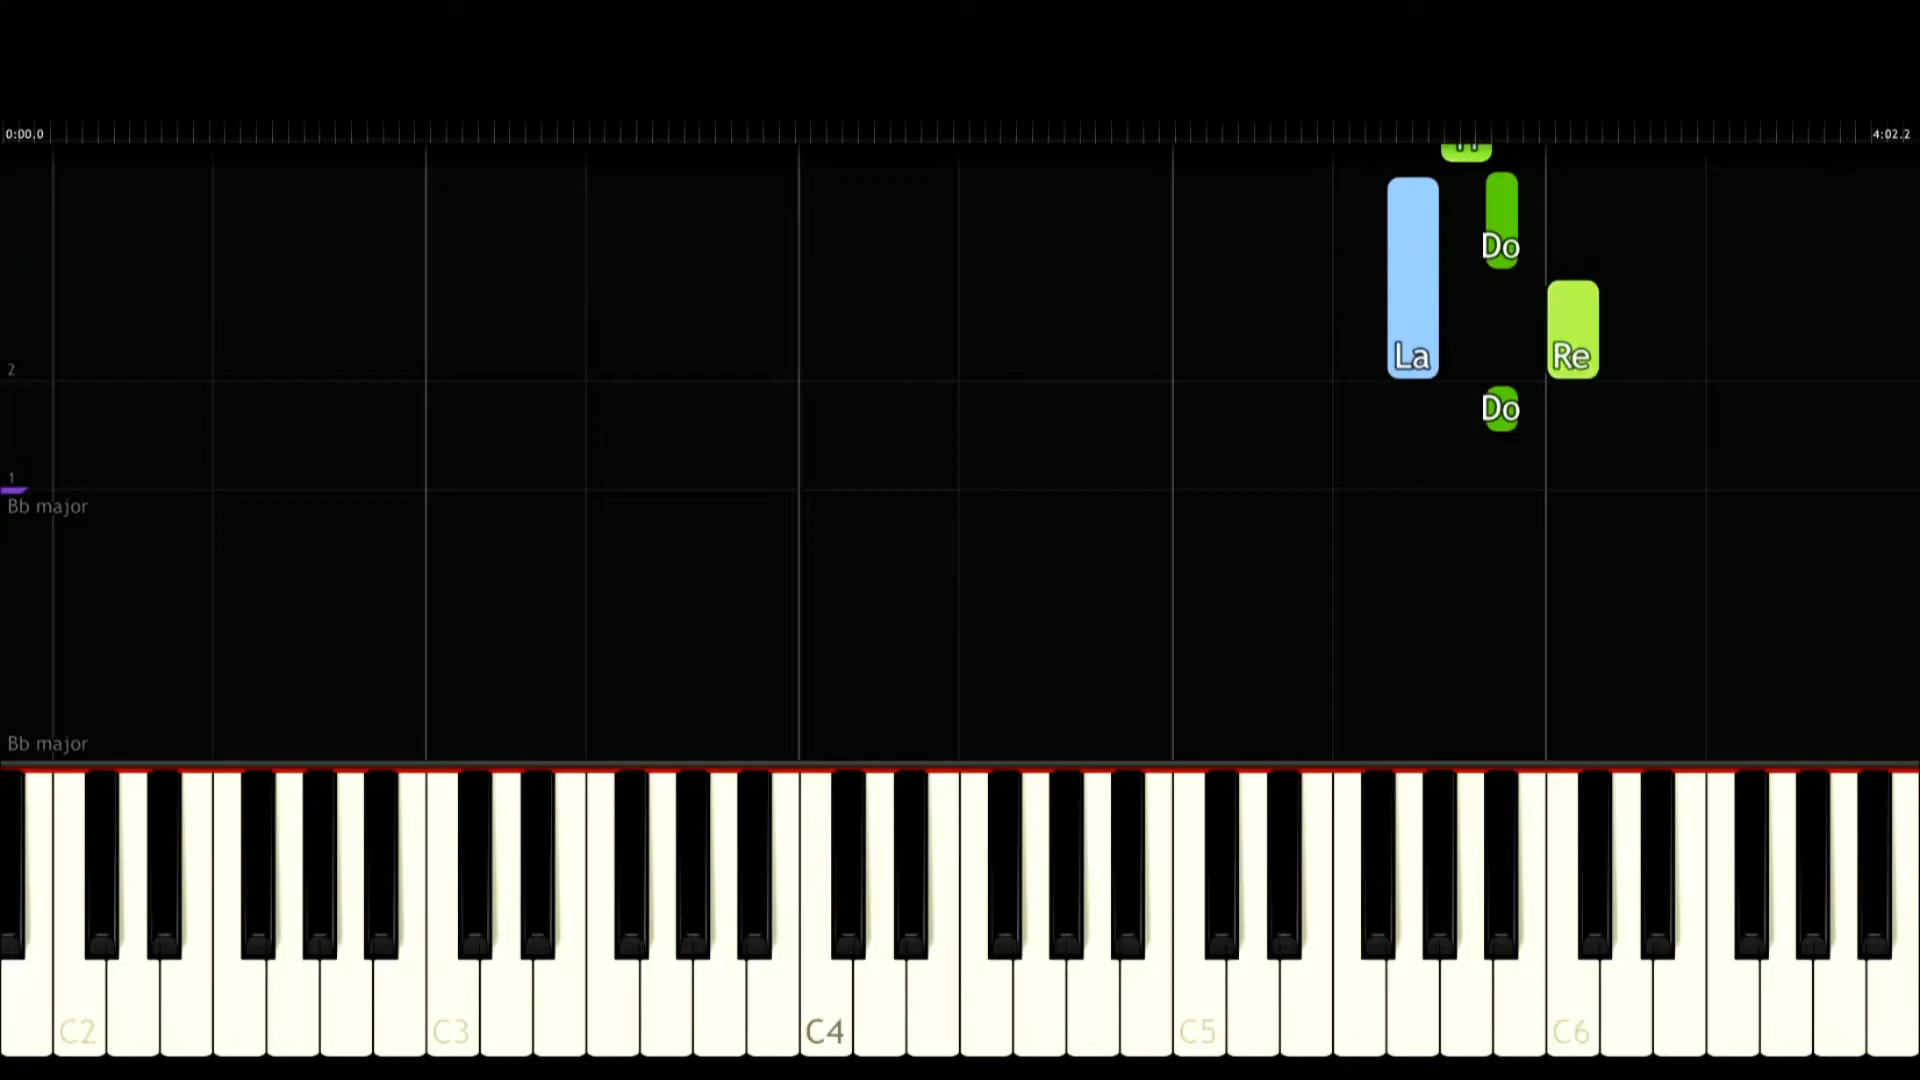 0:00.0 4:02.2
Do
La
Re
2
Do
1
Bb major
Bb major
C2 C3 C4 C5 C6